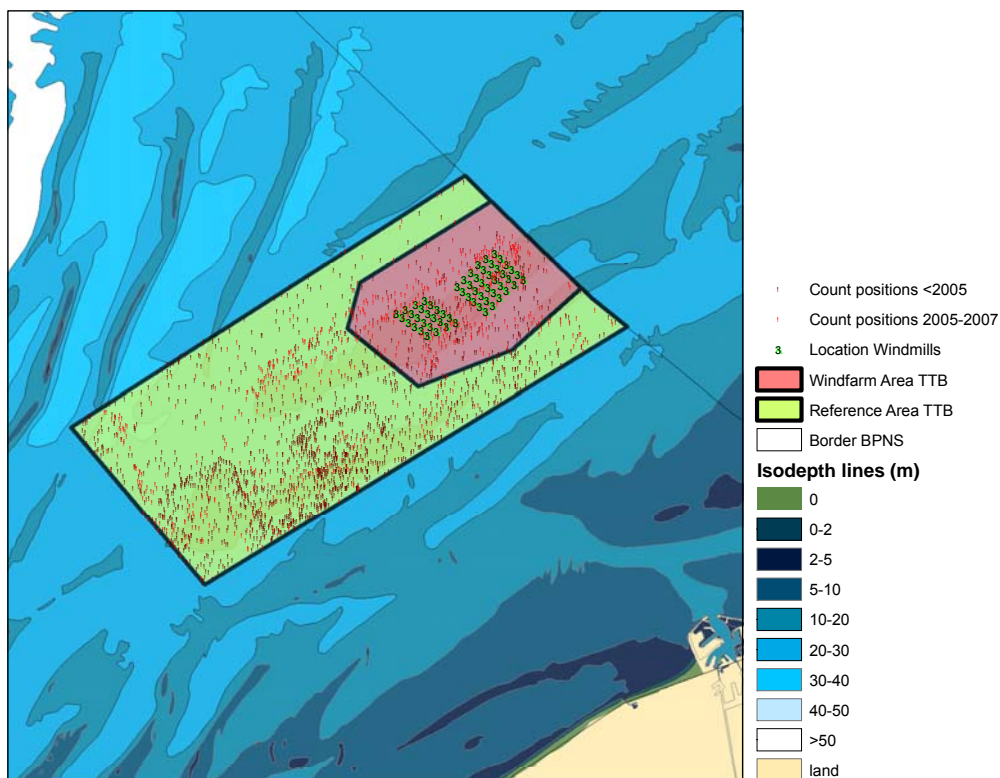 Count positions <2005
Count positions 2005-2007
3 Location Windmills
Windfarm Area TTB
Reference Area TTB
Border BPNS
Isodepth lines (m)
0
0-2
2-5
5-10
10-20
20-30
30-40
40-50
>50
land